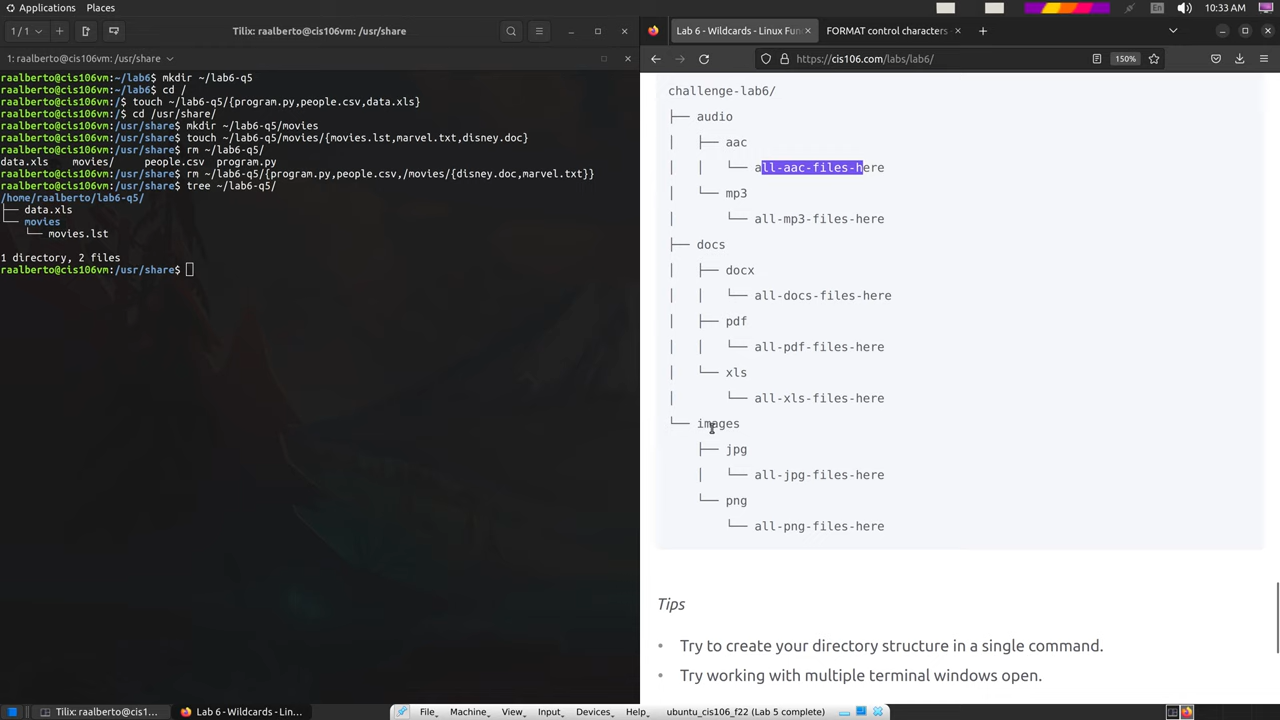 Applications Places
En 10:33 AM
1 / 1
Tilix: raalberto@cis106vm: /usr/share
1: raalberto@cis106vm: /usr/share
raalberto@cis106vm:~/lab6$ mkdir ~/lab6-q5
raalberto@cis106vm:~/lab6$ cd /
raalberto@cis106vm:/$ touch ~/lab6-q5/{program.py,people.csv,data.xls}
raalberto@cis106vm:/$ cd /usr/share/
raalberto@cis106vm:/usr/share$ mkdir ~/lab6-q5/movies
raalberto@cis106vm:/usr/share$ touch ~/lab6-q5/movies/{movies.lst,marvel.txt,disney.doc}
raalberto@cis106vm:/usr/share$ rm ~/lab6-q5/
data.xls movies/ people.csv program.py
raalberto@cis106vm:/usr/share$ rm ~/lab6-q5/{program.py,people.csv,/movies/{disney.doc,marvel.txt}}
raalberto@cis106vm:/usr/share$ tree ~/lab6-q5/
/home/raalberto/lab6-q5/
├── data.xls
└── movies
    └── movies.lst
1 directory, 2 files
raalberto@cis106vm:/usr/share$
Lab 6 - Wildcards - Linux Fun
FORMAT control characters
https://cis106.com/labs/lab6/
150%
challenge-lab6/
├── audio
│   ├── aac
│   │   └── all-aac-files-here
│   └── mp3
│       └── all-mp3-files-here
├── docs
│   ├── docx
│   │   └── all-docs-files-here
│   ├── pdf
│   │   └── all-pdf-files-here
│   └── xls
│       └── all-xls-files-here
└── images
    ├── jpg
    │   └── all-jpg-files-here
    └── png
        └── all-png-files-here
Tips
• Try to create your directory structure in a single command.
• Try working with multiple terminal windows open.
Tilix: raalberto@cis1...
Lab 6 - Wildcards - Lin...
File Machine View Input Devices Help ubuntu_cis106_f22 (Lab 5 complete)